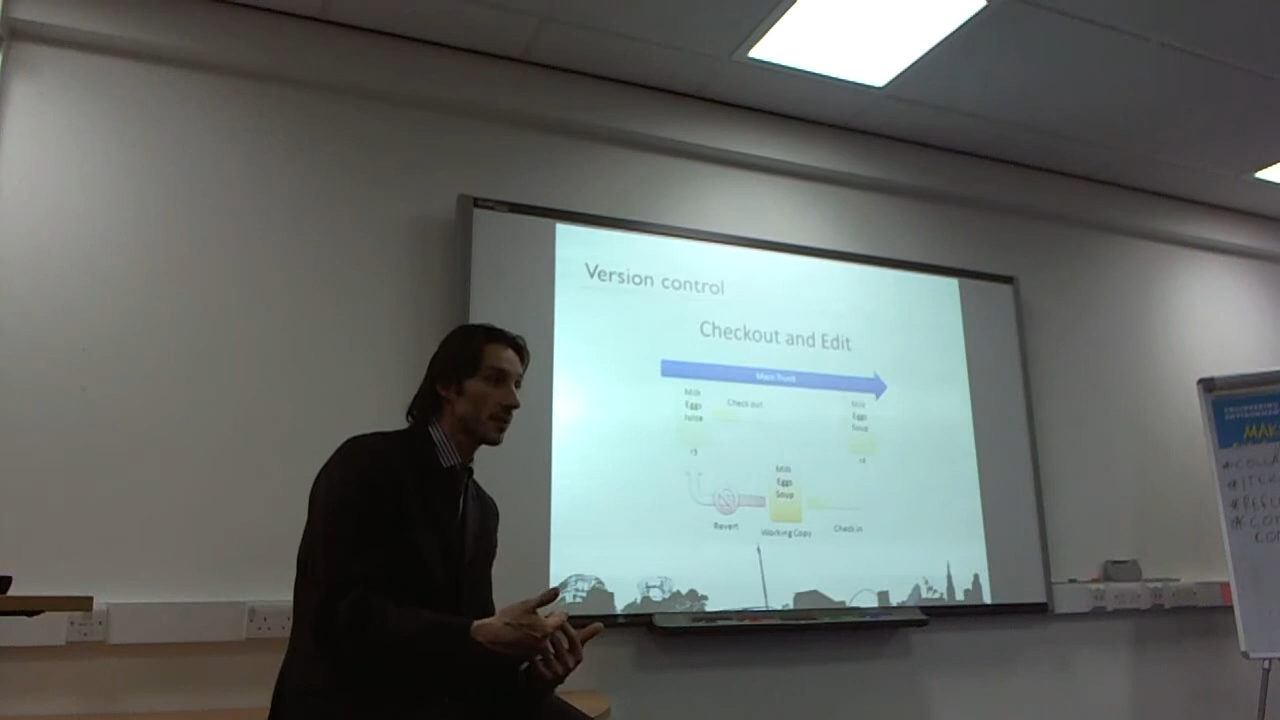 Version control
Checkout and Edit
Main Trunk
Milk
Eggs
Juice
r3
Check out
Milk
Eggs
Soup
r4
Milk
Eggs
Soup
Revert
Working Copy
Check in